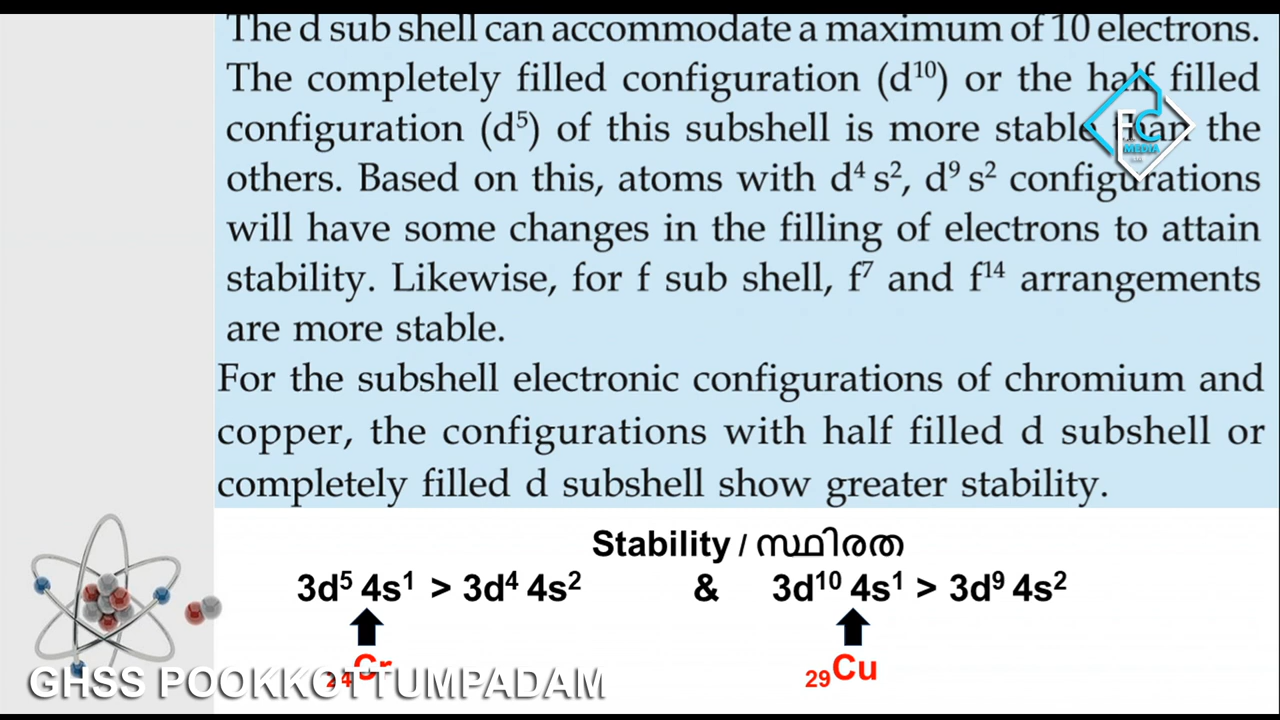 The d sub shell can accommodate a maximum of 10 electrons.
The completely filled configuration (d¹⁰) or the half filled
configuration (d⁵) of this subshell is more stable than the
others. Based on this, atoms with d⁴ s², d⁹ s² configurations
will have some changes in the filling of electrons to attain
stability. Likewise, for f sub shell, f⁷ and f¹⁴ arrangements
are more stable.
For the subshell electronic configurations of chromium and
copper, the configurations with half filled d subshell or
completely filled d subshell show greater stability.
Stability / സ്ഥിരത
3d⁵ 4s¹ > 3d⁴ 4s² & 3d¹⁰ 4s¹ > 3d⁹ 4s²
₂₄Cr ₂₉Cu
GHSS POOKKOTTUMPADAM
FC
MEDIA